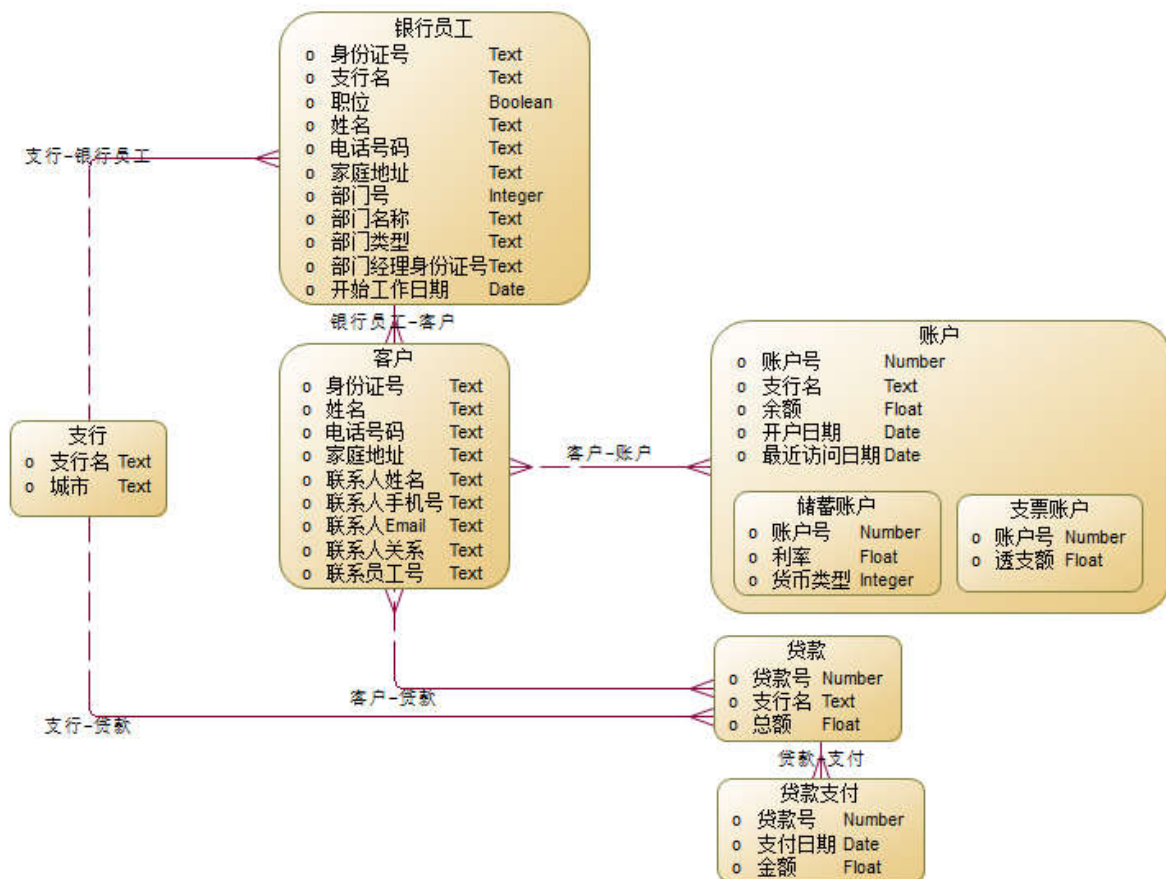 银行员工
o 身份证号 Text
o 支行名 Text
o 职位 Boolean
o 姓名 Text
o 电话号码 Text
o 家庭地址 Text
o 部门号 Integer
o 部门名称 Text
o 部门类型 Text
o 部门经理身份证号 Text
o 开始工作日期 Date
支行-银行员工
银行员工-客户
客户
o 身份证号 Text
o 姓名 Text
o 电话号码 Text
o 家庭地址 Text
o 联系人姓名 Text
o 联系人手机号 Text
o 联系人Email Text
o 联系人关系 Text
o 联系员工号 Text
支行
o 支行名 Text
o 城市 Text
客户-账户
账户
o 账户号 Number
o 支行名 Text
o 余额 Float
o 开户日期 Date
o 最近访问日期 Date
储蓄账户
o 账户号 Number
o 利率 Float
o 货币类型 Integer
支票账户
o 账户号 Number
o 透支额 Float
客户-贷款
支行-贷款
贷款
o 贷款号 Number
o 支行名 Text
o 总额 Float
贷款-支付
贷款支付
o 贷款号 Number
o 支付日期 Date
o 金额 Float